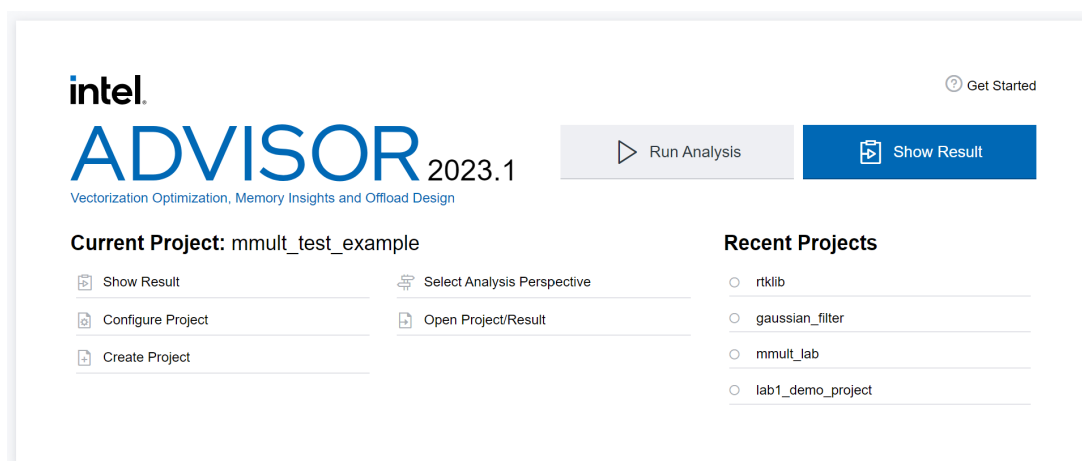 intel.
Get Started
ADVISOR 2023.1
Run Analysis
Show Result
Vectorization Optimization, Memory Insights and Offload Design
Current Project: mmult_test_example
Show Result
Select Analysis Perspective
Configure Project
Open Project/Result
Create Project
Recent Projects
rtklib
gaussian_filter
mmult_lab
lab1_demo_project